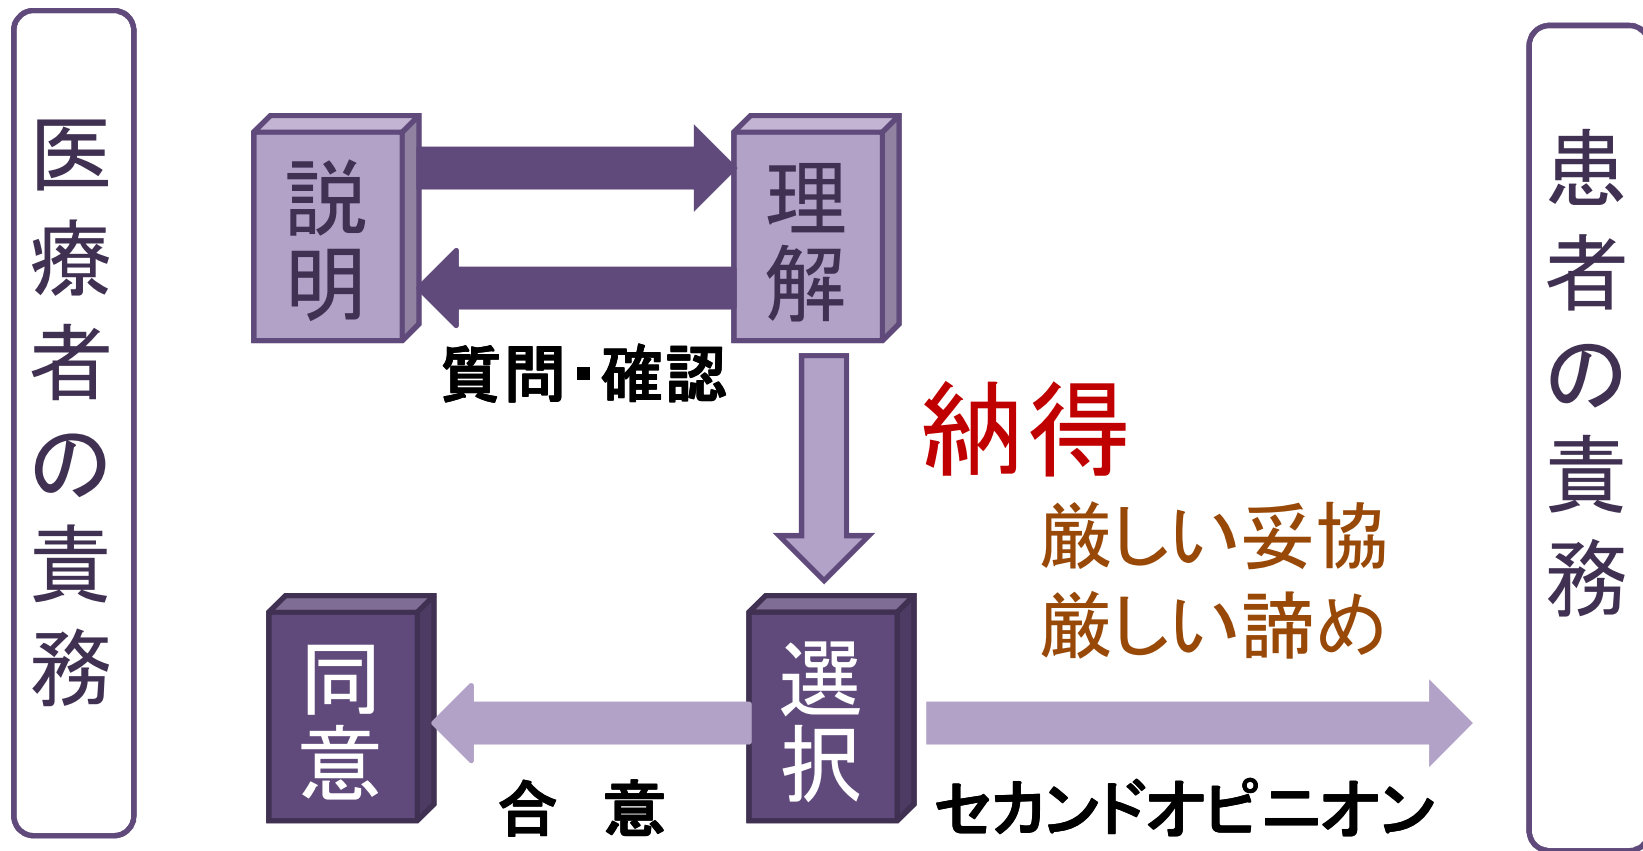 医療者の責務
説明
理解
質問・確認
納得
厳しい妥協
厳しい諦め
同意
選択
合 意
セカンドオピニオン
患者の責務